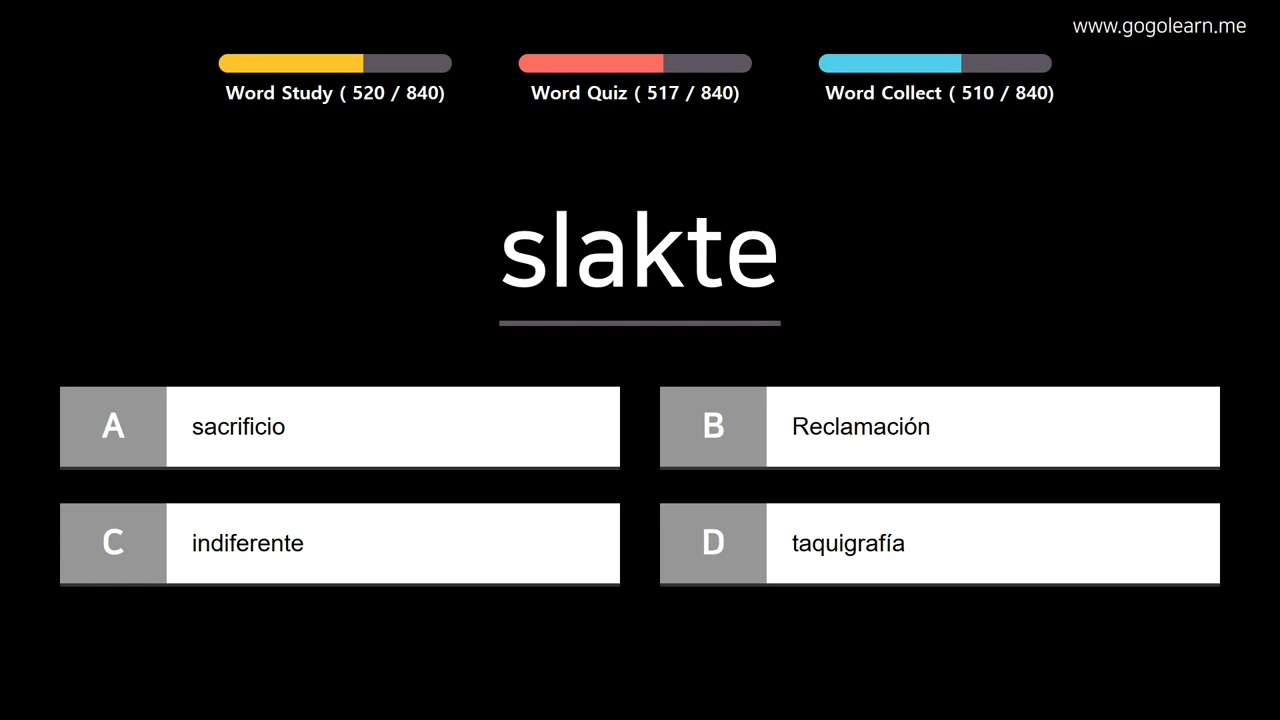 www.gogolearn.me
Word Study ( 520 / 840)
Word Quiz ( 517 / 840)
Word Collect ( 510 / 840)
slakte
A sacrificio
B Reclamación
C indiferente
D taquigrafía